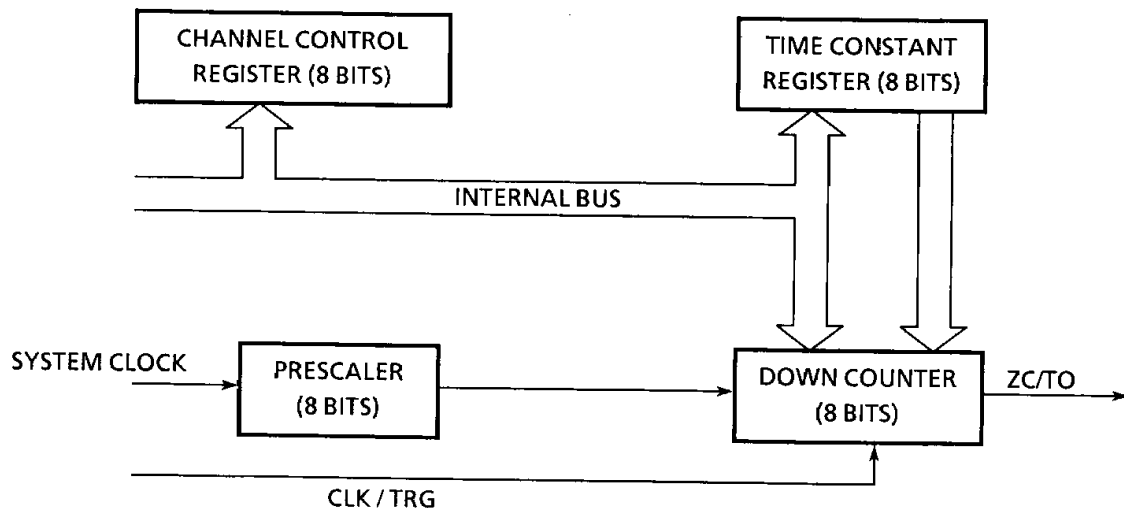 CHANNEL CONTROL
REGISTER (8 BITS)
TIME CONSTANT
REGISTER (8 BITS)
INTERNAL BUS
SYSTEM CLOCK
PRESCALER
(8 BITS)
DOWN COUNTER
(8 BITS)
ZC/TO
CLK / TRG